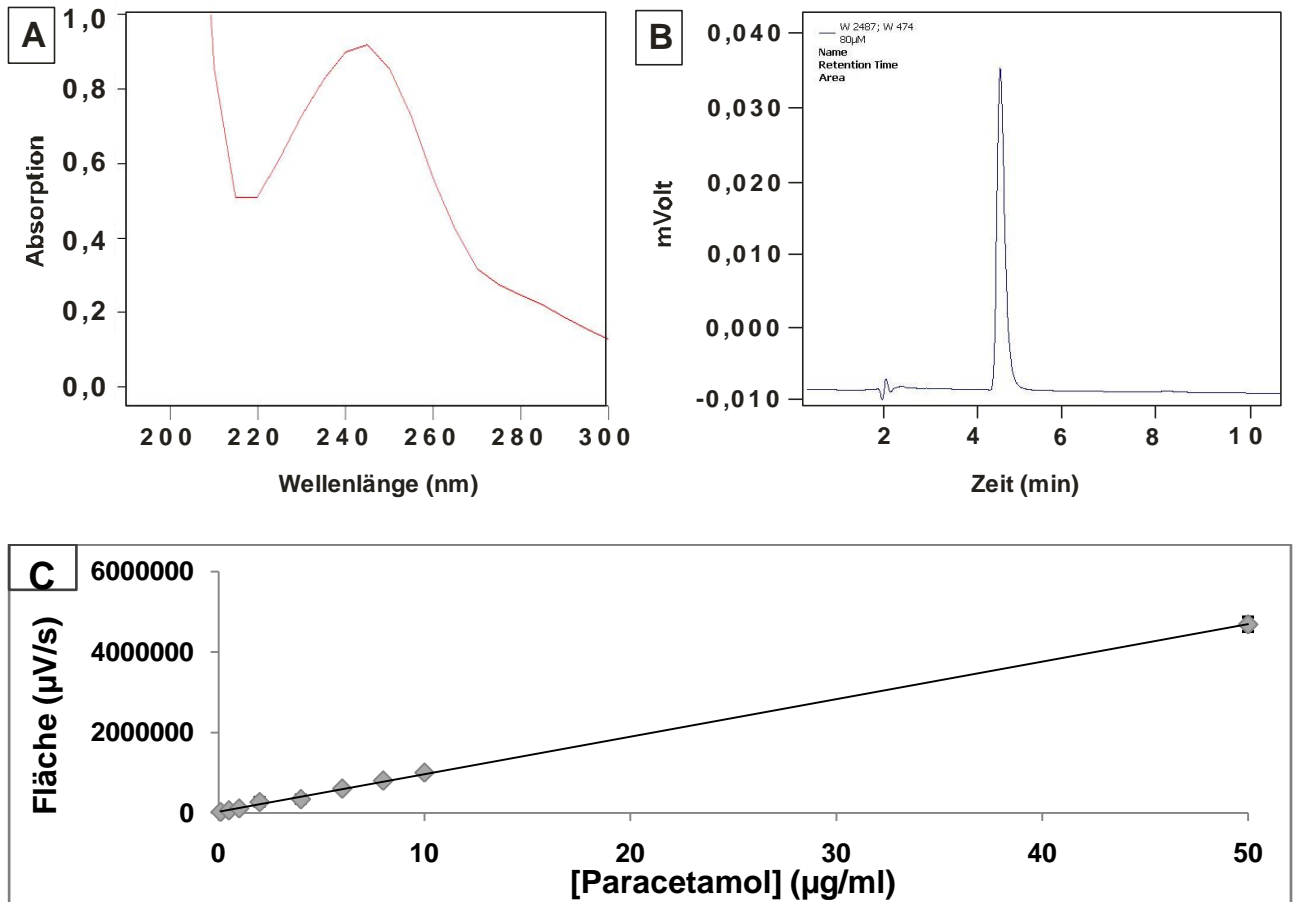 A
1,0
0,8
0,6
0,4
0,2
0,0
Absorption
200 220 240 260 280 300
Wellenlänge (nm)
B
0,040
0,030
0,020
0,010
0,000
-0,010
mVolt
W 2487; W 474
80µM
Name
Retention Time
Area
2 4 6 8 10
Zeit (min)
C
6000000
4000000
2000000
0
Fläche (µV/s)
0 10 20 30 40 50
[Paracetamol] (µg/ml)